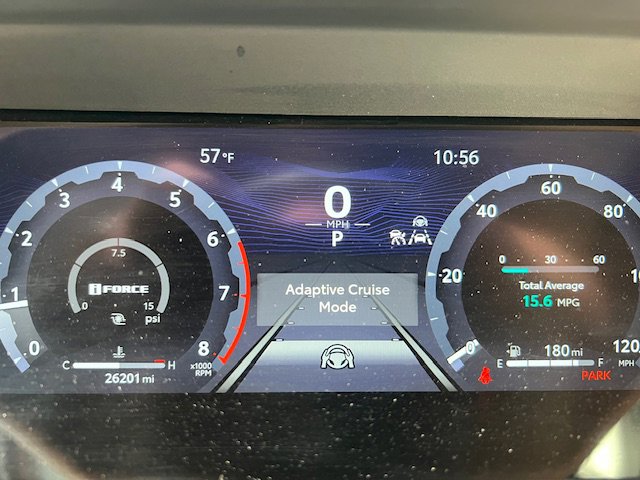 57°F
10:56
0
MPH
P
0
1
2
3
4
5
6
7
8
x1000
RPM
7.5
i FORCE
0 15
psi
C H
26201 mi
Adaptive Cruise
Mode
0
20
40
60
80
120
MPH
0 30 60
Total Average
15.6 MPG
180 mi
E F
PARK